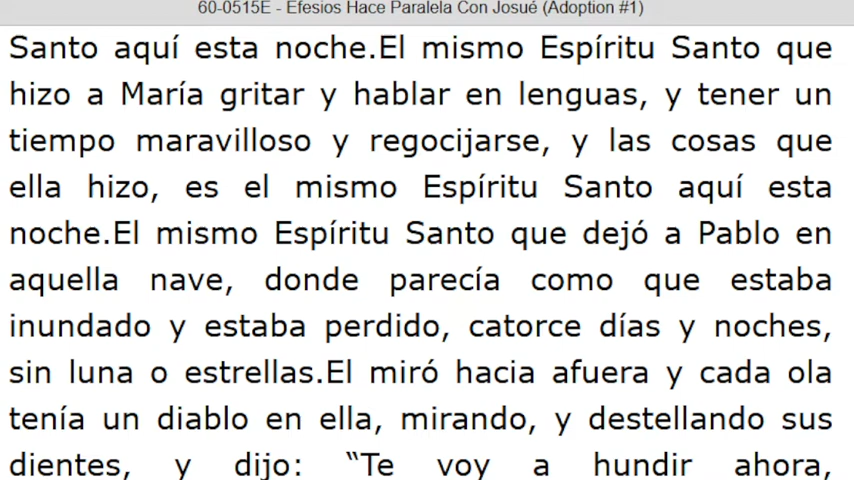 60-0515E - Efesios Hace Paralela Con Josué (Adoption #1)
Santo aquí esta noche.El mismo Espíritu Santo que
hizo a María gritar y hablar en lenguas, y tener un
tiempo maravilloso y regocijarse, y las cosas que
ella hizo, es el mismo Espíritu Santo aquí esta
noche.El mismo Espíritu Santo que dejó a Pablo en
aquella nave, donde parecía como que estaba
inundado y estaba perdido, catorce días y noches,
sin luna o estrellas.El miró hacia afuera y cada ola
tenía un diablo en ella, mirando, y destellando sus
dientes, y dijo: “Te voy a hundir ahora,